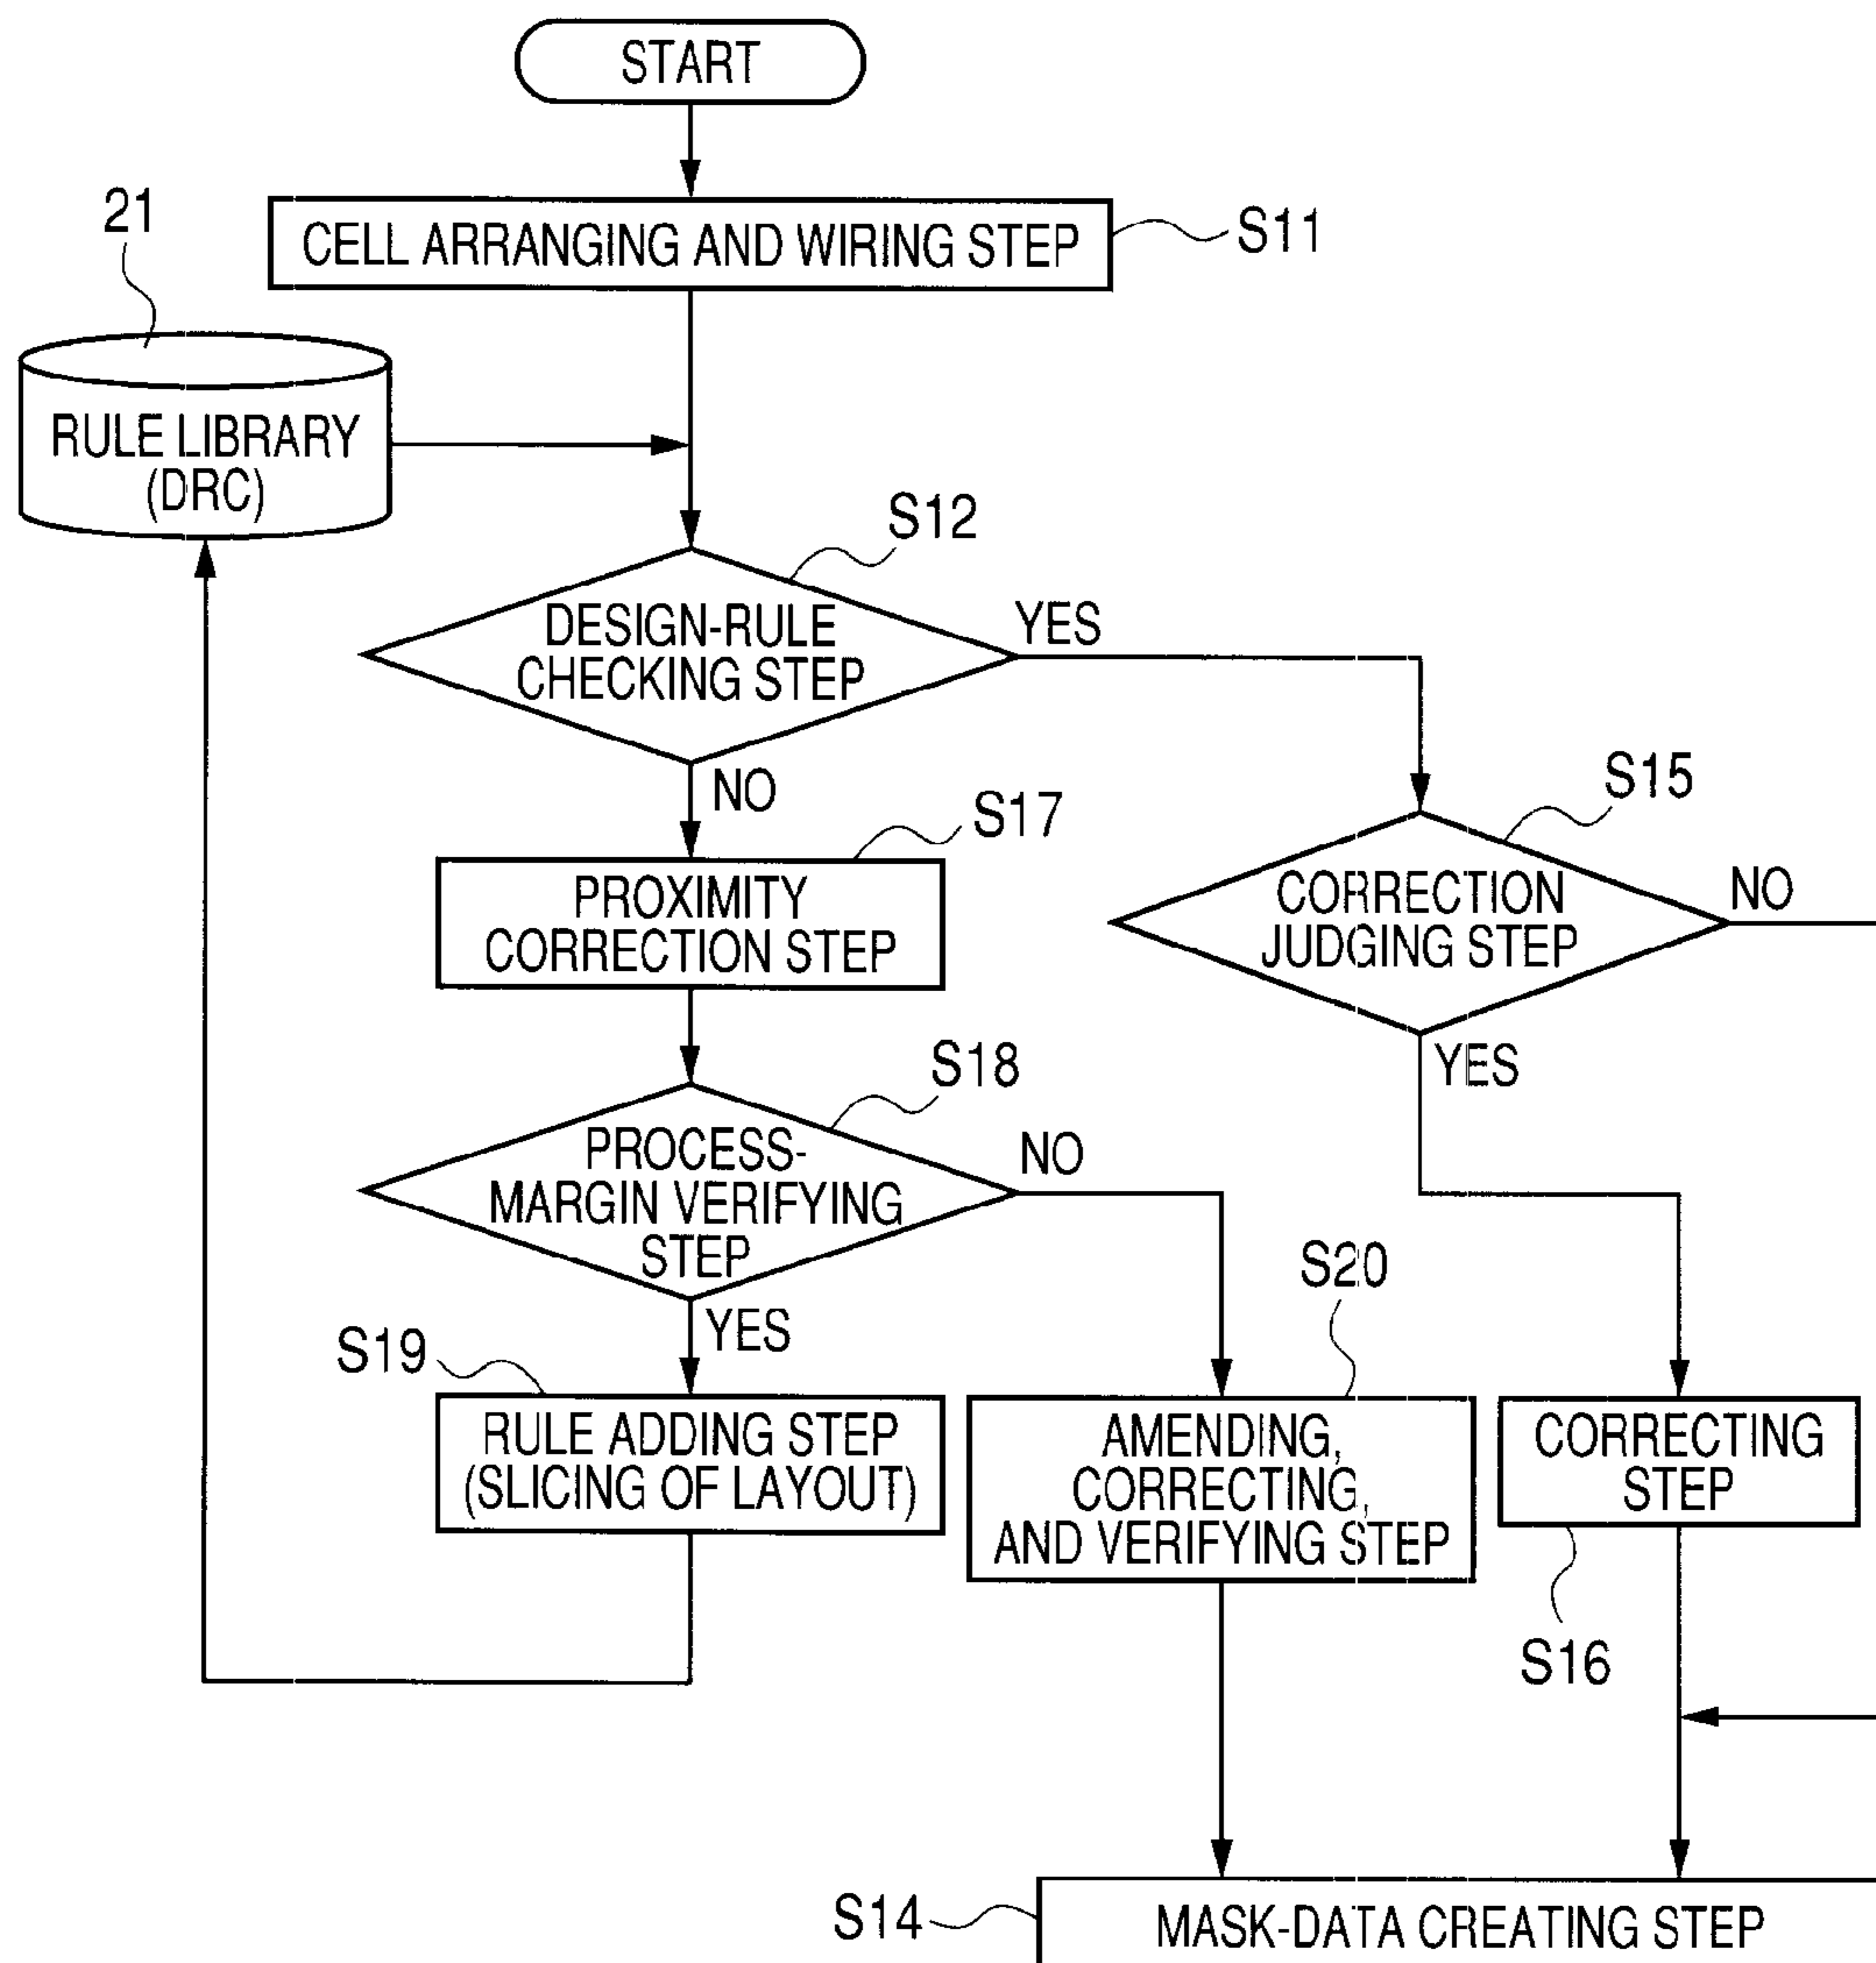 START
CELL ARRANGING AND WIRING STEP
S11
21
RULE LIBRARY
(DRC)
S12
DESIGN-RULE
CHECKING STEP
YES
NO
S17
S15
PROXIMITY
CORRECTION STEP
CORRECTION
JUDGING STEP
NO
YES
S18
PROCESS-
MARGIN VERIFYING
STEP
NO
YES
S20
S19
RULE ADDING STEP
(SLICING OF LAYOUT)
AMENDING,
CORRECTING,
AND VERIFYING STEP
CORRECTING
STEP
S16
S14
MASK-DATA CREATING STEP